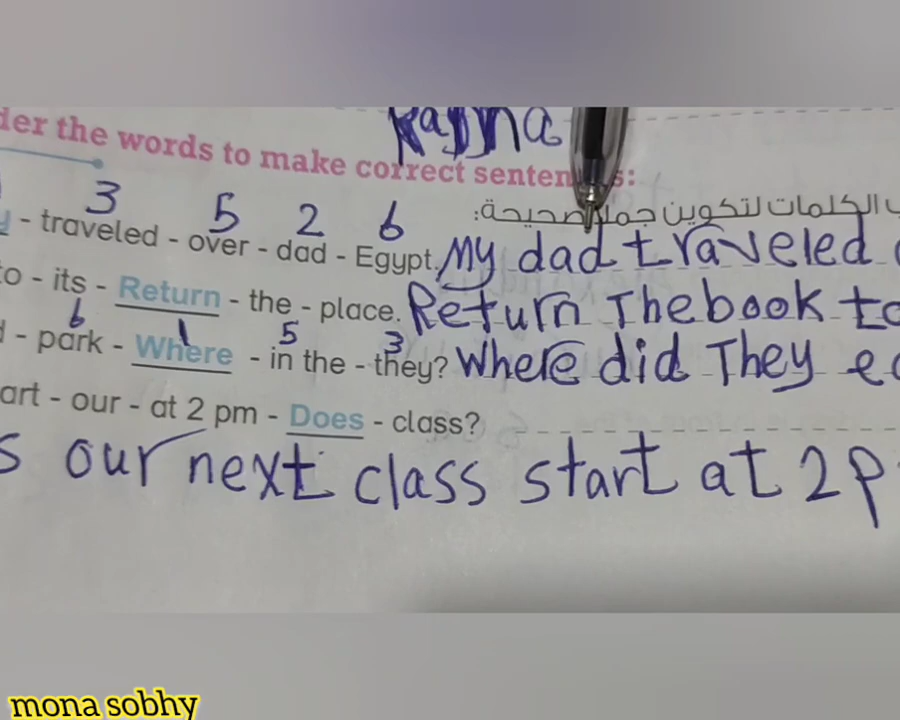 Karma
der the words to make correct sentences:
ب الكلمات لتكوين جمل صحيحة:
3 5 2 6
- traveled - over - dad - Egypt. My dad traveled
to - its - Return - the - place. Return The book to
6 1 5 3
- park - Where - in the - they? Where did They ea
art - our - at 2 pm - Does - class?
s our next class start at 2p
mona sobhy